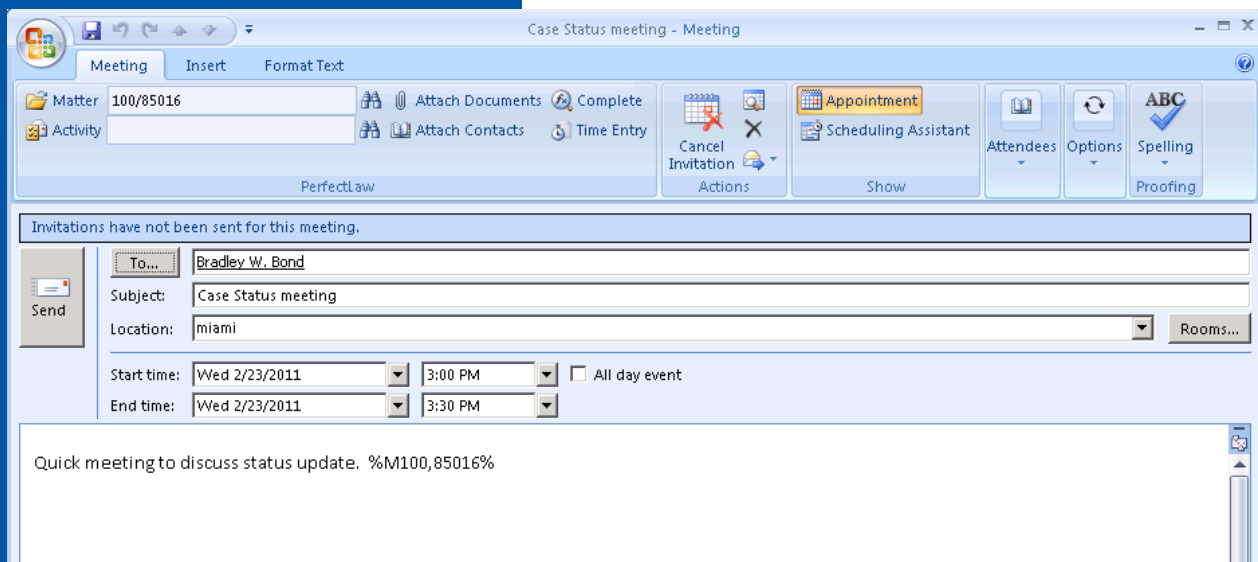 Case Status meeting - Meeting
Meeting Insert Format Text
Matter 100/85016 Attach Documents Complete
Activity Attach Contacts Time Entry
PerfectLaw
Cancel
Invitation
Actions
Appointment
Scheduling Assistant
Show
Attendees
Options
ABC
Spelling
Proofing
Invitations have not been sent for this meeting.
Send
To... Bradley W. Bond
Subject: Case Status meeting
Location: miami Rooms...
Start time: Wed 2/23/2011 3:00 PM All day event
End time: Wed 2/23/2011 3:30 PM
Quick meeting to discuss status update. %M100,85016%